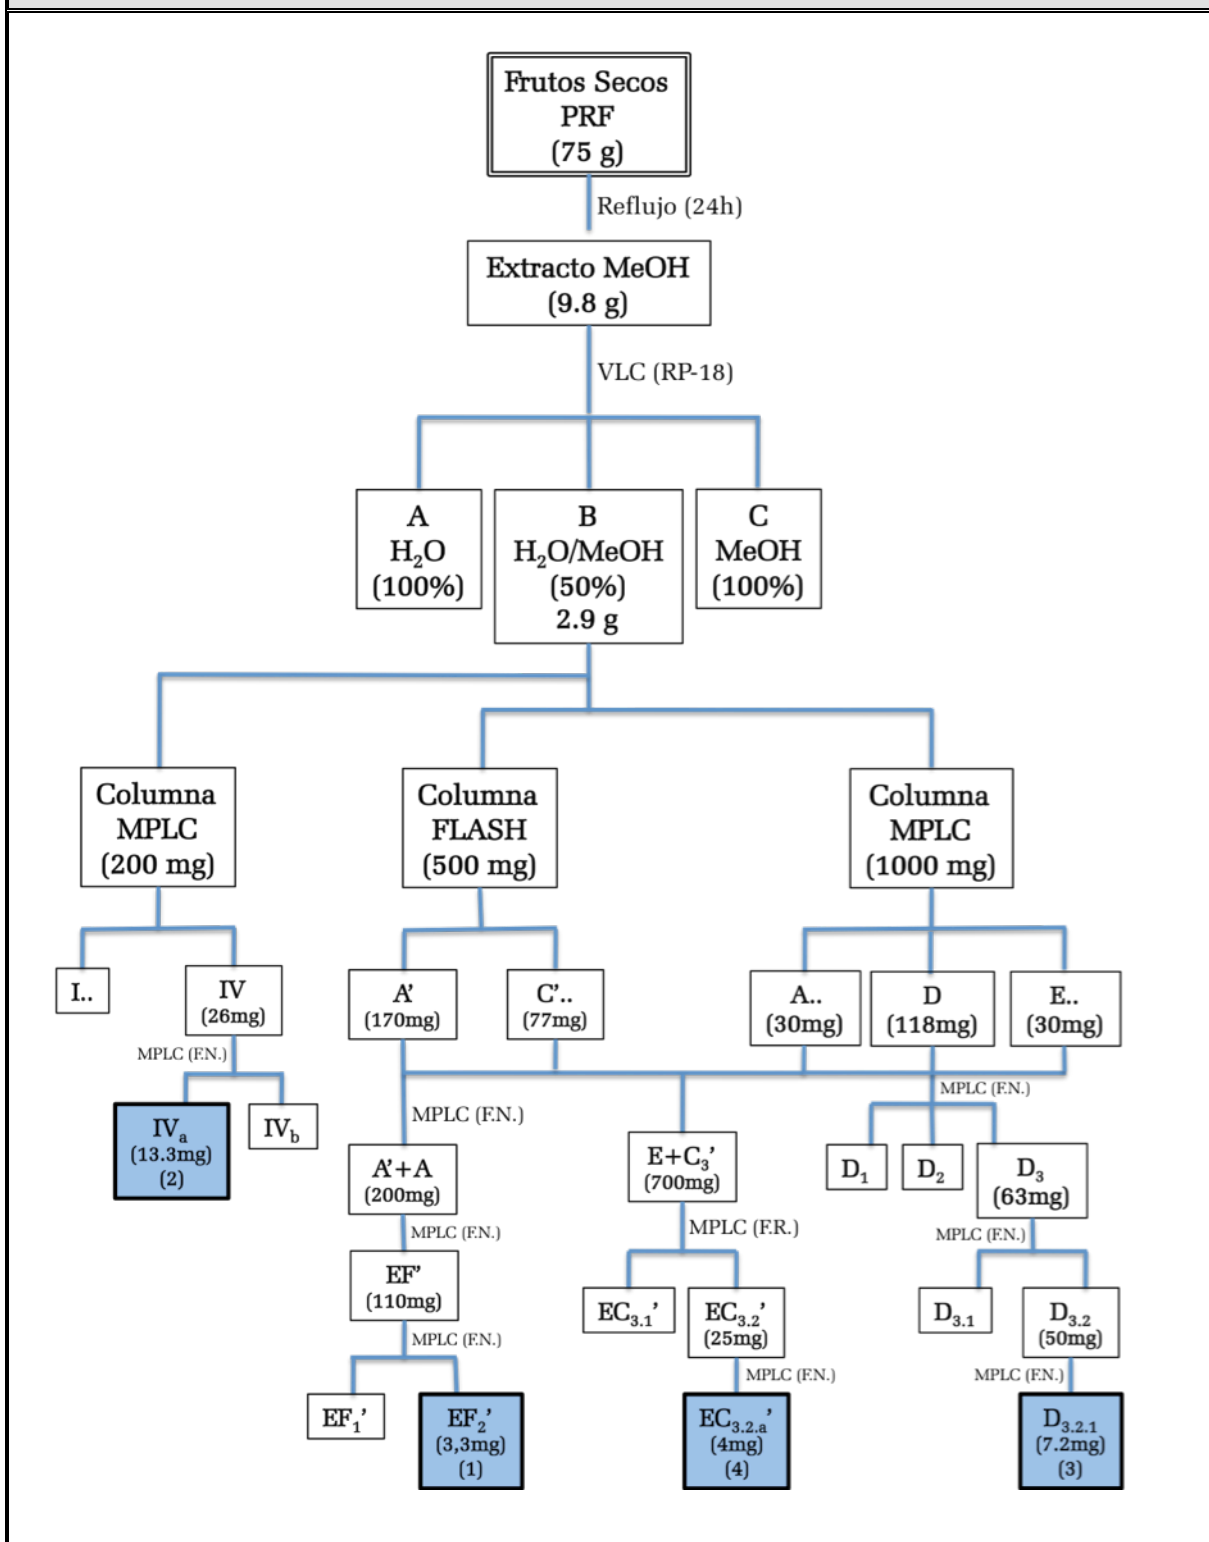 Frutos Secos
PRF
(75 g)
Reflujo (24h)
Extracto MeOH
(9.8 g)
VLC (RP-18)
A
H₂O
(100%)
B
H₂O/MeOH
(50%)
2.9 g
C
MeOH
(100%)
Columna
MPLC
(200 mg)
Columna
FLASH
(500 mg)
Columna
MPLC
(1000 mg)
I..
IV
(26mg)
A'
(170mg)
C'..
(77mg)
A..
(30mg)
D
(118mg)
E..
(30mg)
MPLC (F.N.)
MPLC (F.N.)
MPLC (F.N.)
IVₐ
(13.3mg)
(2)
IV_b
A'+A
(200mg)
E+C₃'
(700mg)
D₁
D₂
D₃
(63mg)
MPLC (F.N.)
MPLC (F.R.)
MPLC (F.N.)
EF'
(110mg)
EC₃.₁'
EC₃.₂'
(25mg)
D₃.₁
D₃.₂
(50mg)
MPLC (F.N.)
MPLC (F.N.)
MPLC (F.N.)
EF₁'
EF₂'
(3,3mg)
(1)
EC₃.₂.ₐ'
(4mg)
(4)
D₃.₂.₁
(7.2mg)
(3)